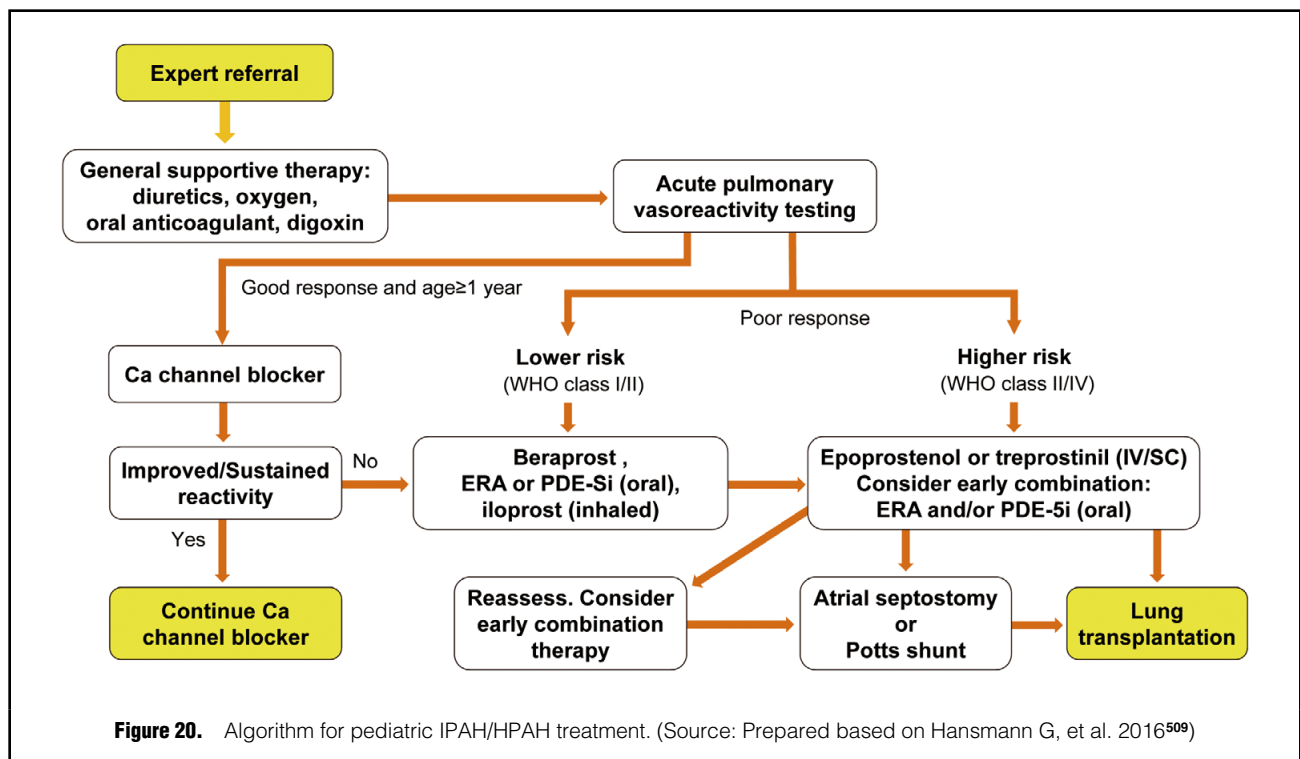 Expert referral
General supportive therapy:
diuretics, oxygen,
oral anticoagulant, digoxin
Acute pulmonary
vasoreactivity testing
Good response and age≥1 year
Poor response
Ca channel blocker
Lower risk
(WHO class I/II)
Higher risk
(WHO class II/IV)
Improved/Sustained
reactivity
No
Beraprost ,
ERA or PDE-Si (oral),
iloprost (inhaled)
Epoprostenol or treprostinil (IV/SC)
Consider early combination:
ERA and/or PDE-5i (oral)
Yes
Continue Ca
channel blocker
Reassess. Consider
early combination
therapy
Atrial septostomy
or
Potts shunt
Lung
transplantation
Figure 20. Algorithm for pediatric IPAH/HPAH treatment. (Source: Prepared based on Hansmann G, et al. 2016509)